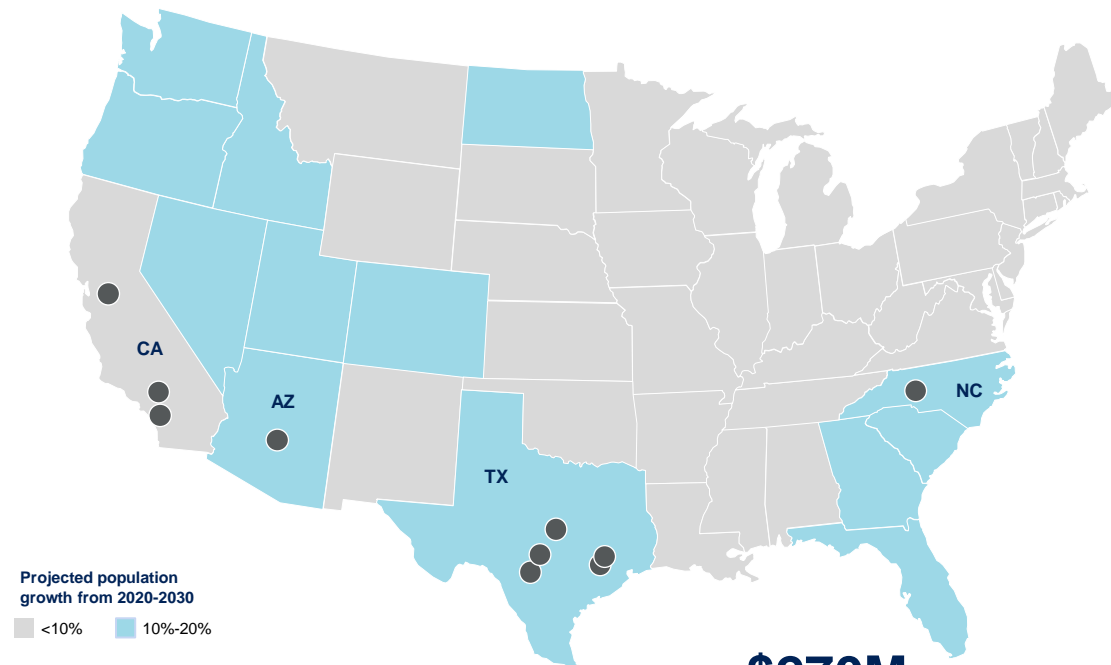 CA
AZ
NC
TX
Projected population
growth from 2020-2030
<10% 10%-20%